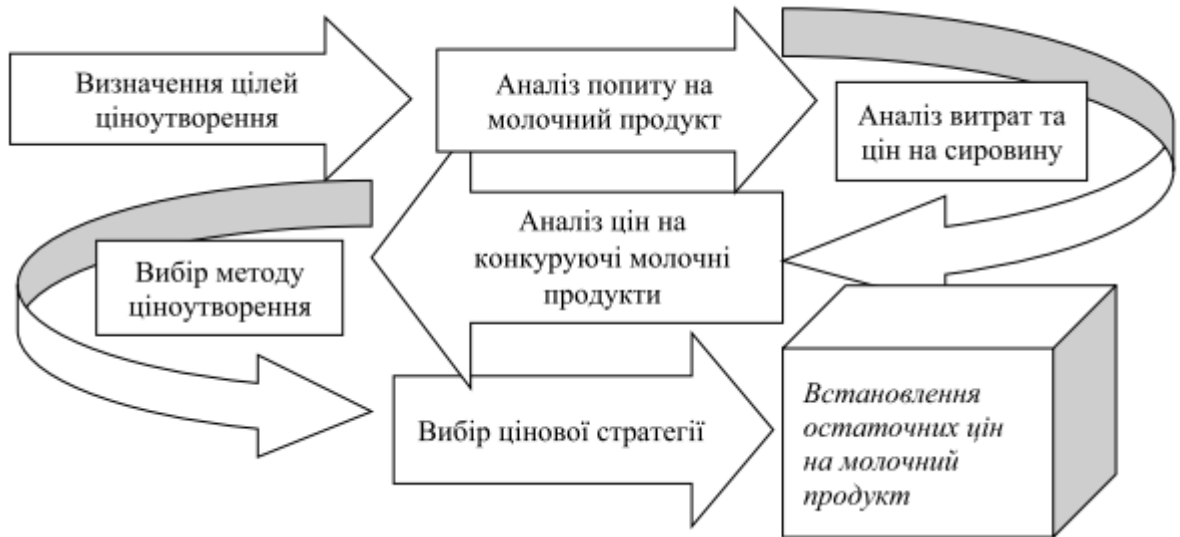 Визначення цілей
ціноутворення
Аналіз попиту на
молочний продукт
Аналіз витрат та
цін на сировину
Аналіз цін на
конкуруючі молочні
продукти
Вибір методу
ціноутворення
Вибір цінової стратегії
Встановлення
остаточних цін
на молочний
продукт